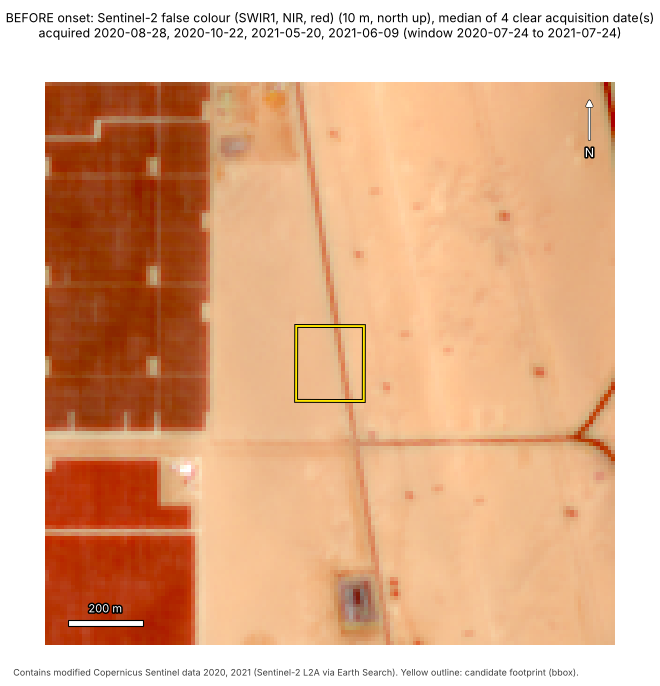 BEFORE onset: Sentinel-2 false colour (SWIR1, NIR, red) (10 m, north up), median of 4 clear acquisition date(s)
acquired 2020-08-28, 2020-10-22, 2021-05-20, 2021-06-09 (window 2020-07-24 to 2021-07-24)
N
200 m
Contains modified Copernicus Sentinel data 2020, 2021 (Sentinel-2 L2A via Earth Search). Yellow outline: candidate footprint (bbox).